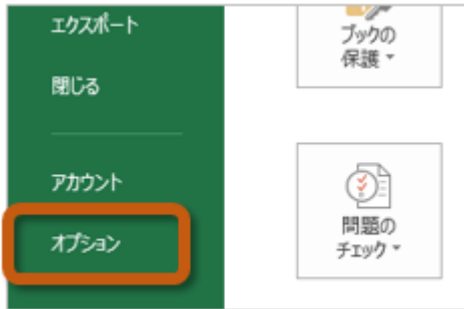 エクスポート
閉じる
アカウント
オプション
ブックの
保護
問題の
チェック